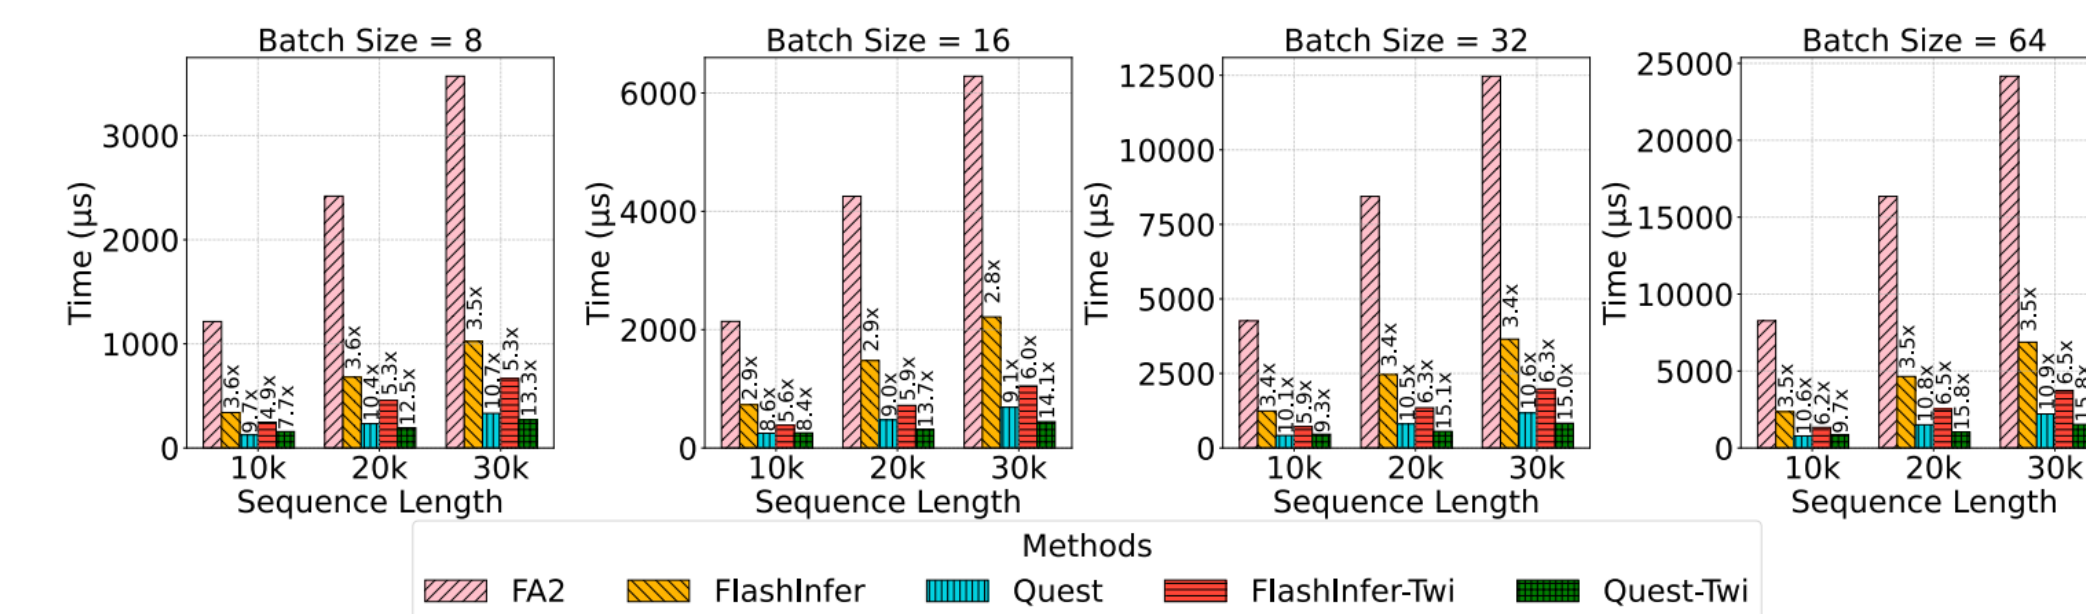 Batch Size = 8
Time (µs)
3000
2000
1000
0
3.6x
9.7x
4.9x
7.7x
3.6x
10.4x
5.3x
12.5x
3.5x
10.7x
5.3x
13.3x
10k 20k 30k
Sequence Length
Batch Size = 16
Time (µs)
6000
4000
2000
0
2.9x
8.6x
5.6x
8.4x
2.9x
9.0x
5.9x
13.7x
2.8x
9.1x
6.0x
14.1x
10k 20k 30k
Sequence Length
Batch Size = 32
Time (µs)
12500
10000
7500
5000
2500
0
3.4x
10.1x
5.9x
9.3x
3.4x
10.5x
6.3x
15.1x
3.4x
10.6x
6.3x
15.0x
10k 20k 30k
Sequence Length
Batch Size = 64
Time (µs)
25000
20000
15000
10000
5000
0
3.5x
10.6x
6.2x
9.7x
3.5x
10.8x
6.5x
15.8x
3.5x
10.9x
6.5x
15.8x
10k 20k 30k
Sequence Length
Methods
FA2 FlashInfer Quest FlashInfer-Twi Quest-Twi